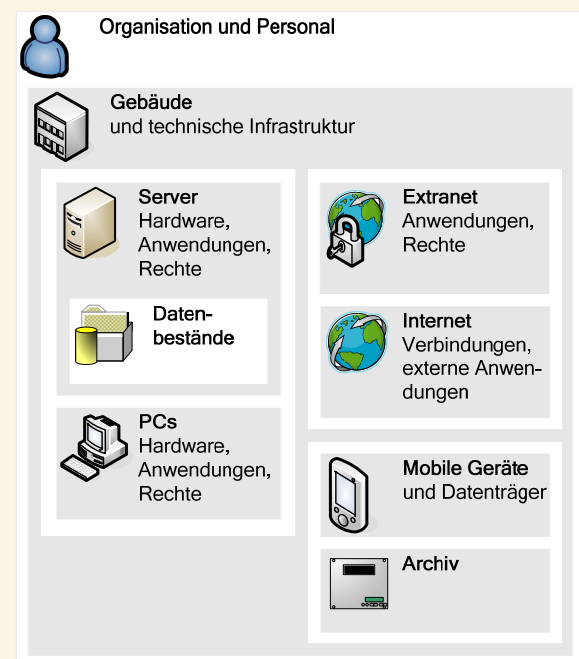 Organisation und Personal
Gebäude
und technische Infrastruktur
Server
Hardware,
Anwendungen,
Rechte
Daten-
bestände
PCs
Hardware,
Anwendungen,
Rechte
Extranet
Anwendungen,
Rechte
Internet
Verbindungen,
externe Anwen-
dungen
Mobile Geräte
und Datenträger
Archiv